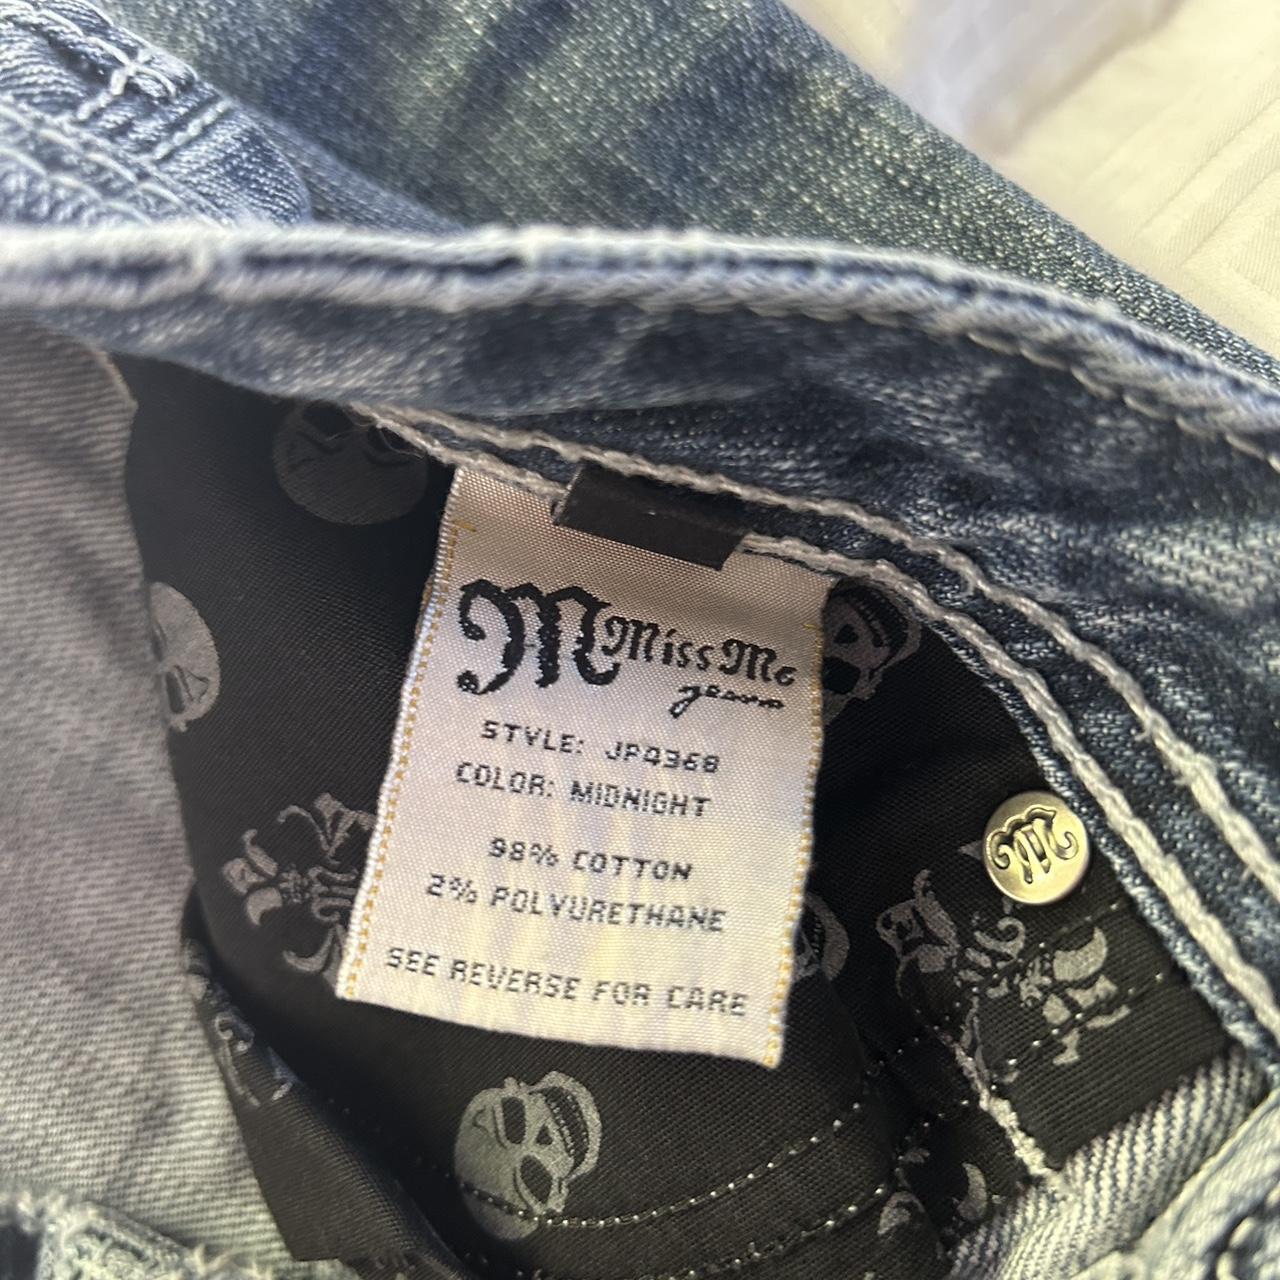 M Miss Me
jeans
STYLE: JP4368
COLOR: MIDNIGHT
98% COTTON
2% POLYURETHANE
SEE REVERSE FOR CARE
M